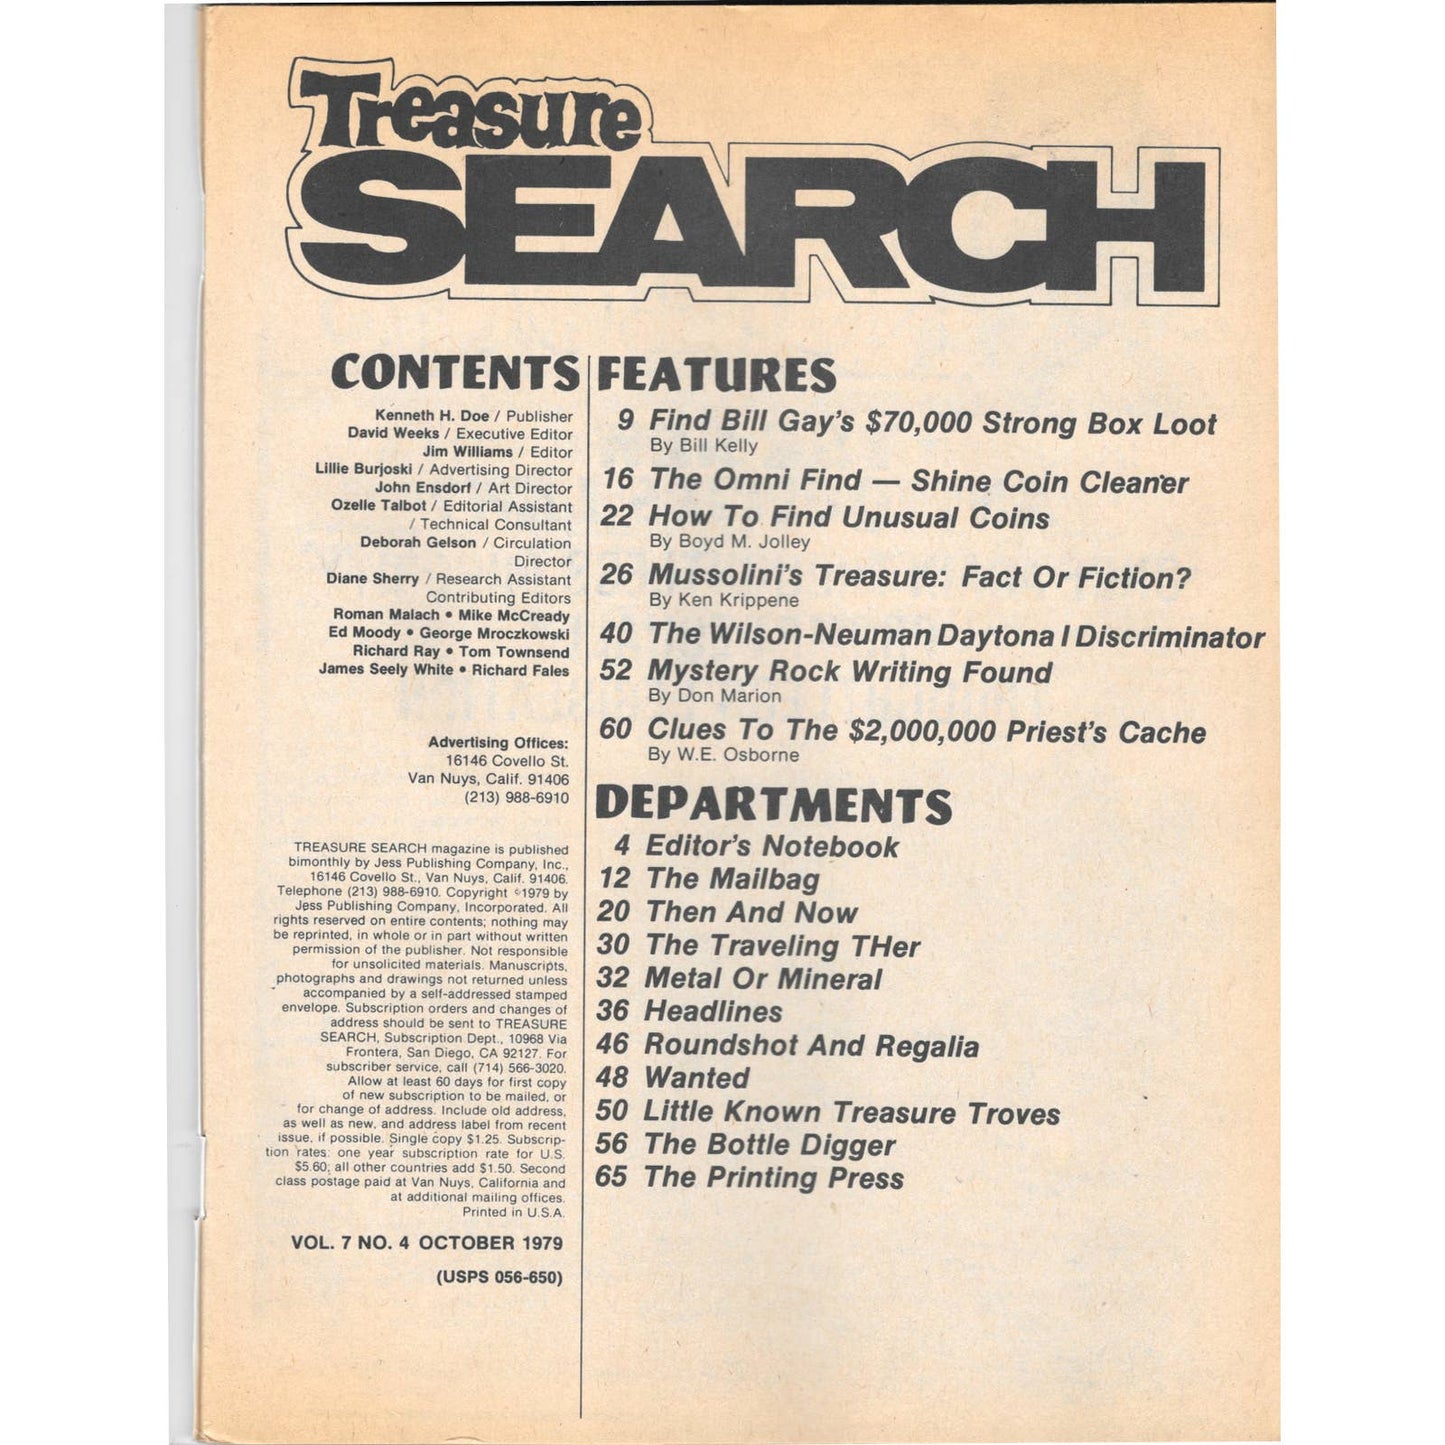 Treasure
SEARCH
CONTENTS
Kenneth H. Doe / Publisher
David Weeks / Executive Editor
Jim Williams / Editor
Lillie Burjoski / Advertising Director
John Ensdorf / Art Director
Ozelle Talbot / Editorial Assistant
/ Technical Consultant
Deborah Gelson / Circulation
Director
Diane Sherry / Research Assistant
Contributing Editors
Roman Malach • Mike McCready
Ed Moody • George Mroczkowski
Richard Ray • Tom Townsend
James Seely White • Richard Fales
Advertising Offices:
16146 Covello St.
Van Nuys, Calif. 91406
(213) 988-6910
TREASURE SEARCH magazine is published
bimonthly by Jess Publishing Company, Inc.,
16146 Covello St., Van Nuys, Calif. 91406.
Telephone (213) 988-6910. Copyright ©1979 by
Jess Publishing Company, Incorporated. All
rights reserved on entire contents; nothing may
be reprinted, in whole or in part without written
permission of the publisher. Not responsible
for unsolicited materials. Manuscripts,
photographs and drawings not returned unless
accompanied by a self-addressed stamped
envelope. Subscription orders and changes of
address should be sent to TREASURE
SEARCH, Subscription Dept., 10968 Via
Frontera, San Diego, CA 92127. For
subscriber service, call (714) 566-3020.
Allow at least 60 days for first copy
of new subscription to be mailed, or
for change of address. Include old address,
as well as new, and address label from recent
issue, if possible. Single copy $1.25. Subscrip-
tion rates: one year subscription rate for U.S.
$5.60; all other countries add $1.50. Second
class postage paid at Van Nuys, California and
at additional mailing offices.
Printed in U.S.A.
VOL. 7 NO. 4 OCTOBER 1979
(USPS 056-650)
FEATURES
9 Find Bill Gay's $70,000 Strong Box Loot
By Bill Kelly
16 The Omni Find — Shine Coin Cleaner
22 How To Find Unusual Coins
By Boyd M. Jolley
26 Mussolini's Treasure: Fact Or Fiction?
By Ken Krippene
40 The Wilson-Neuman Daytona I Discriminator
52 Mystery Rock Writing Found
By Don Marion
60 Clues To The $2,000,000 Priest's Cache
By W.E. Osborne
DEPARTMENTS
4 Editor's Notebook
12 The Mailbag
20 Then And Now
30 The Traveling THer
32 Metal Or Mineral
36 Headlines
46 Roundshot And Regalia
48 Wanted
50 Little Known Treasure Troves
56 The Bottle Digger
65 The Printing Press